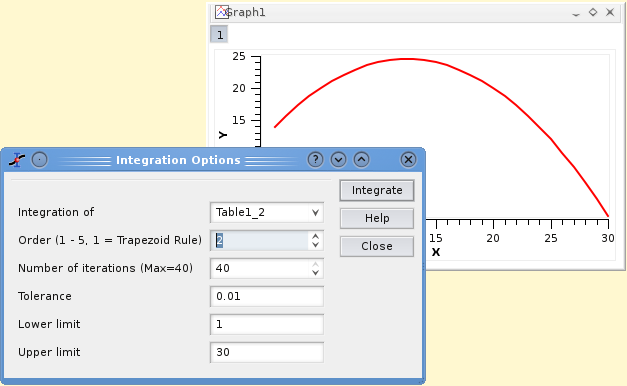 Graph1
1
25
20
15
Y
15
20
25
30
X
Integration Options
Integration of
Table1_2
Order (1 - 5, 1 = Trapezoid Rule)
2
Number of iterations (Max=40)
40
Tolerance
0.01
Lower limit
1
Upper limit
30
Integrate
Help
Close